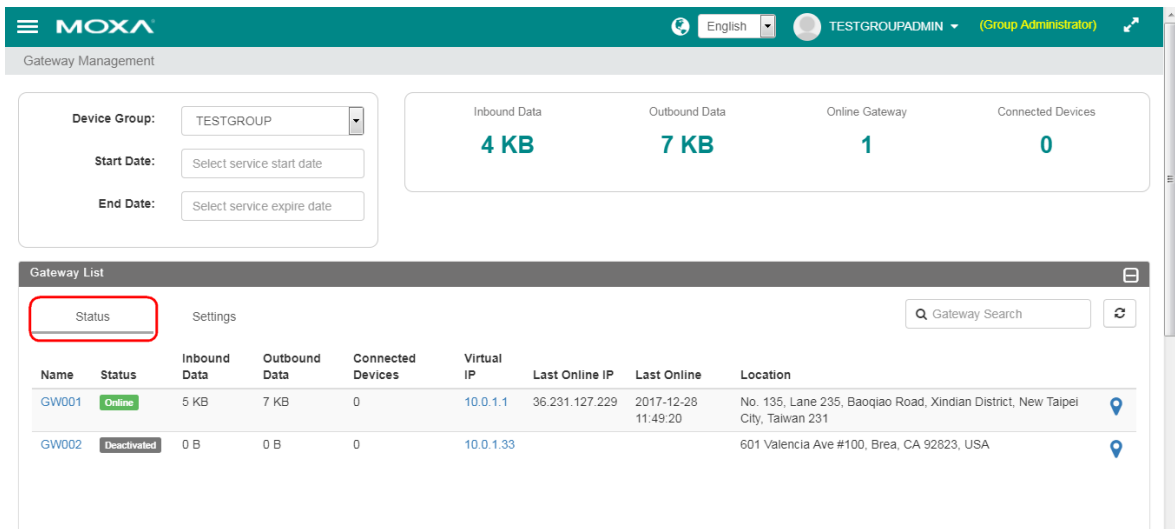 MOXA English TESTGROUPADMIN (Group Administrator)
Gateway Management
Device Group: TESTGROUP
Start Date: Select service start date
End Date: Select service expire date
Inbound Data Outbound Data Online Gateway Connected Devices
4 KB 7 KB 1 0
Gateway List
Status Settings Gateway Search
Name Status Inbound Data Outbound Data Connected Devices Virtual IP Last Online IP Last Online Location
GW001 Online 5 KB 7 KB 0 10.0.1.1 36.231.127.229 2017-12-28 11:49:20 No. 135, Lane 235, Baoqiao Road, Xindian District, New Taipei City, Taiwan 231
GW002 Deactivated 0 B 0 B 0 10.0.1.33 601 Valencia Ave #100, Brea, CA 92823, USA